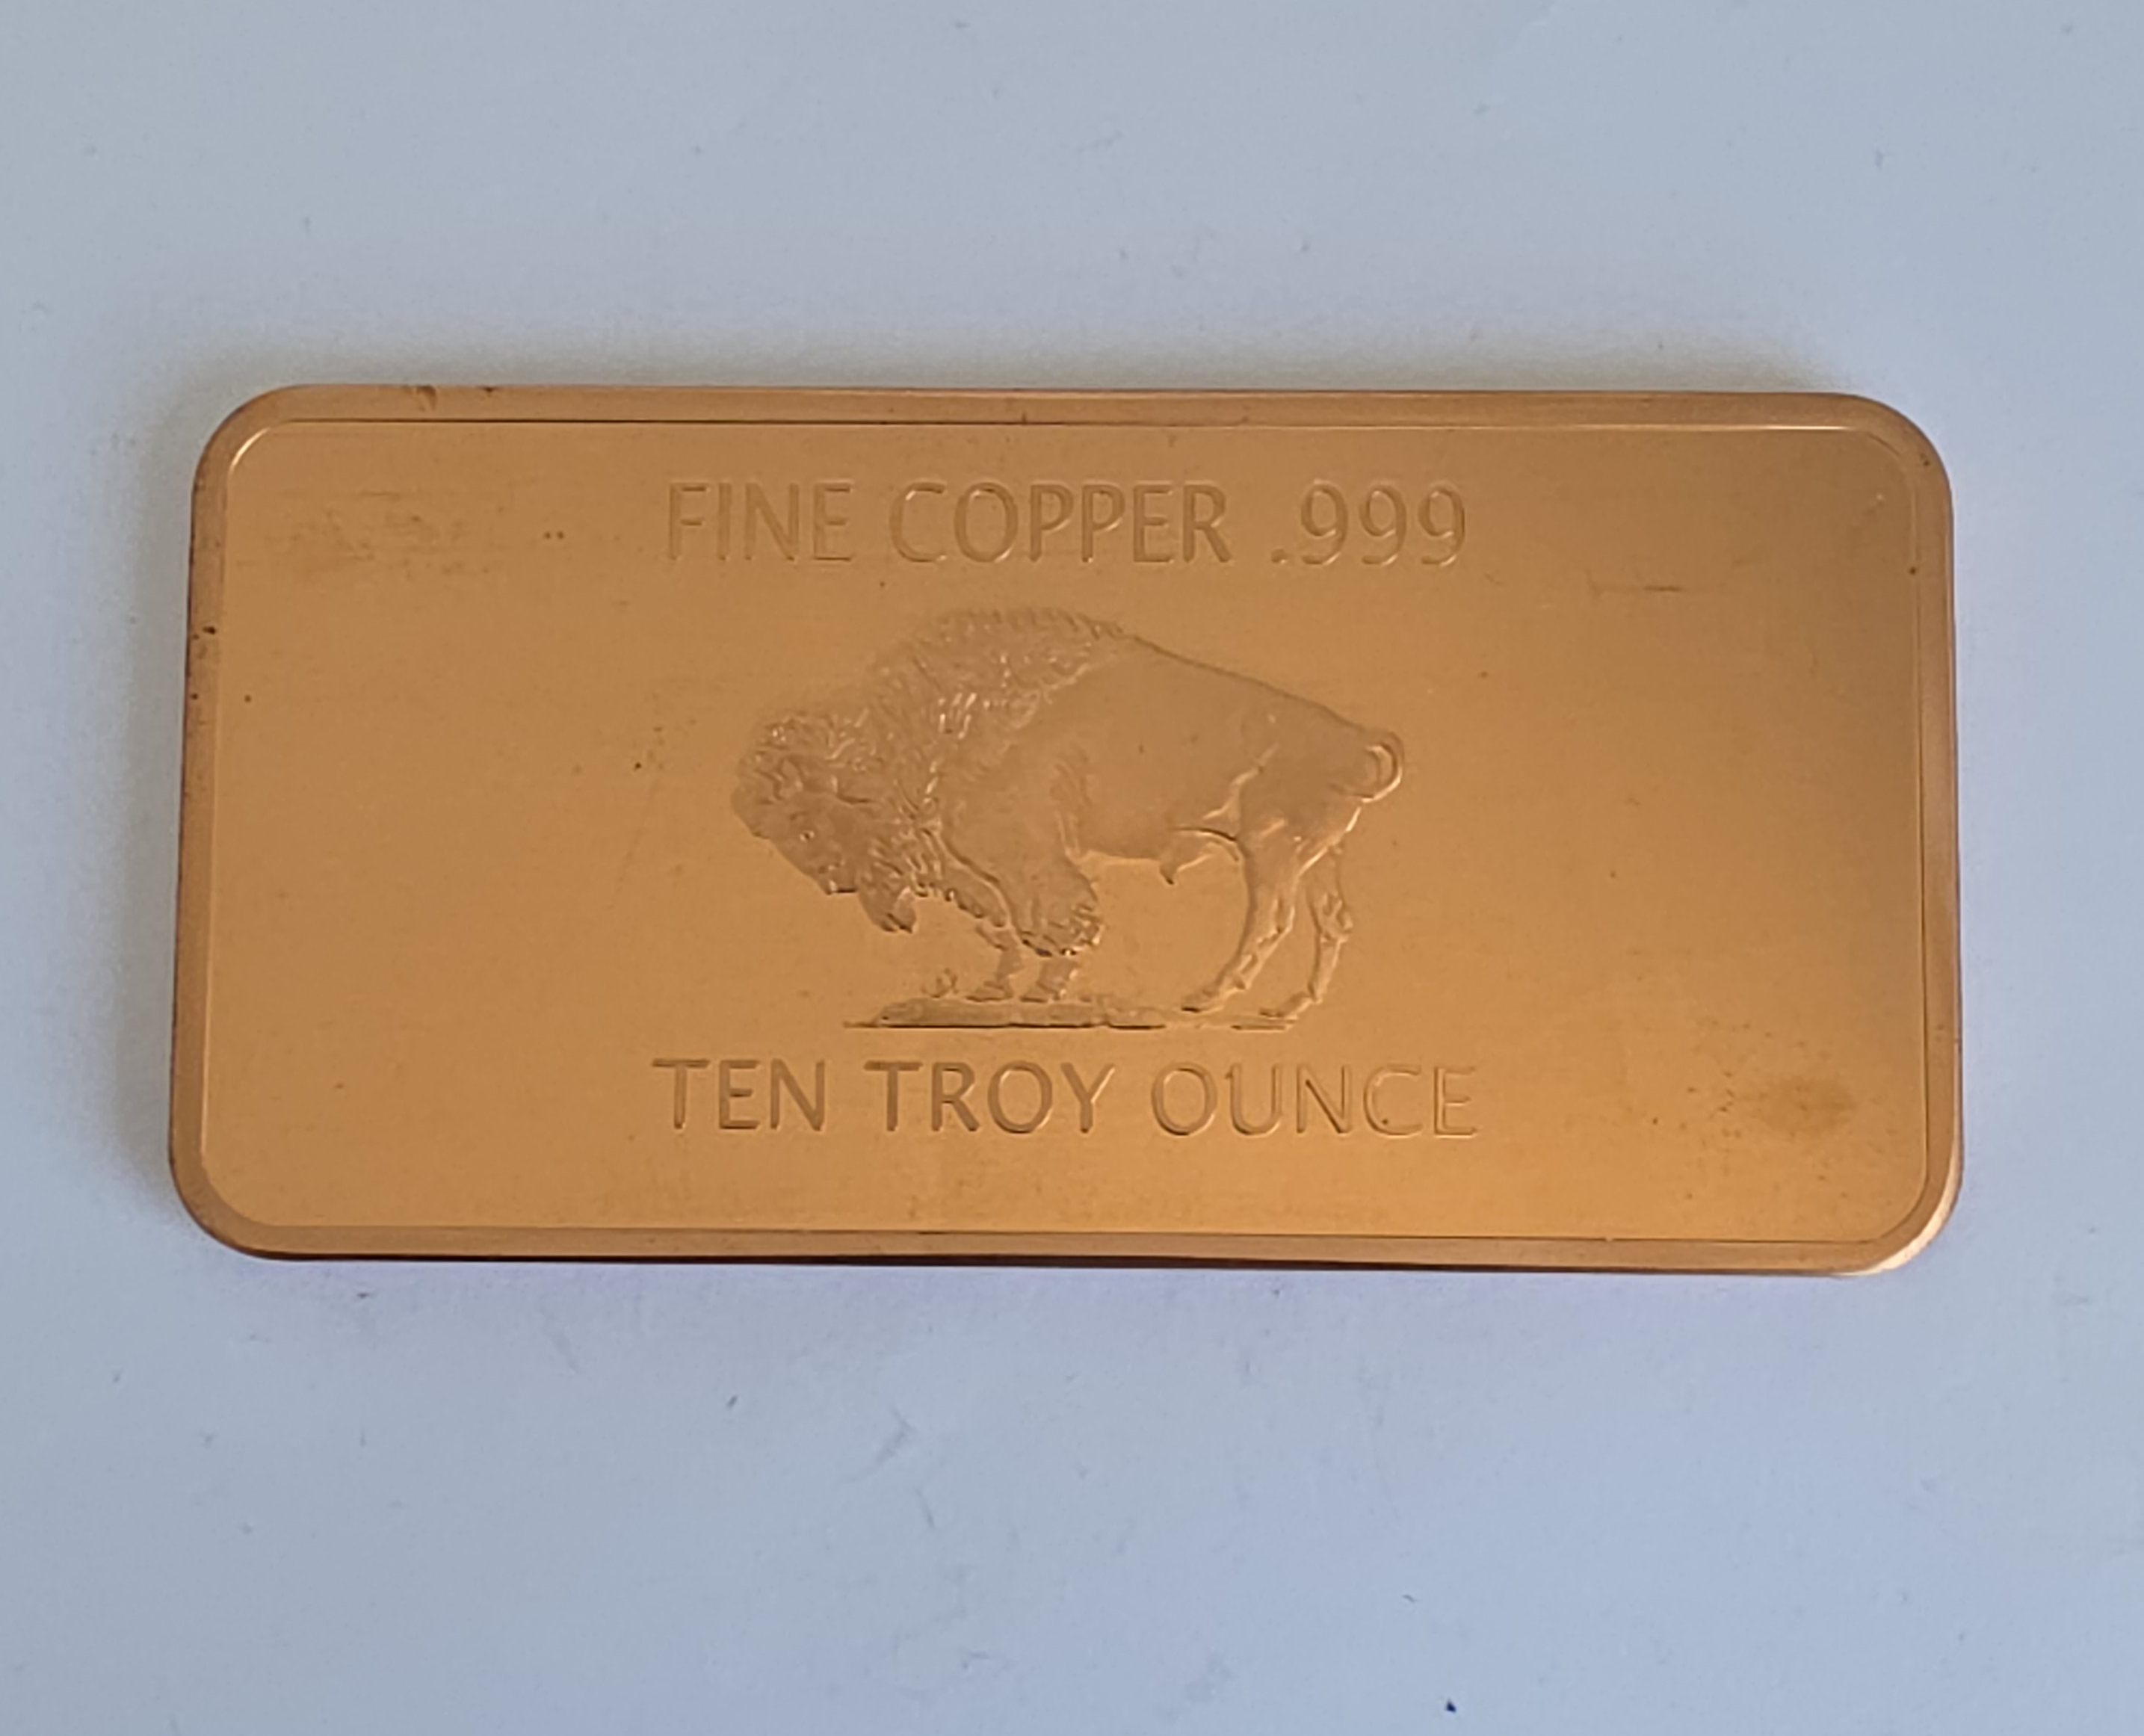 FINE COPPER .999
TEN TROY OUNCE